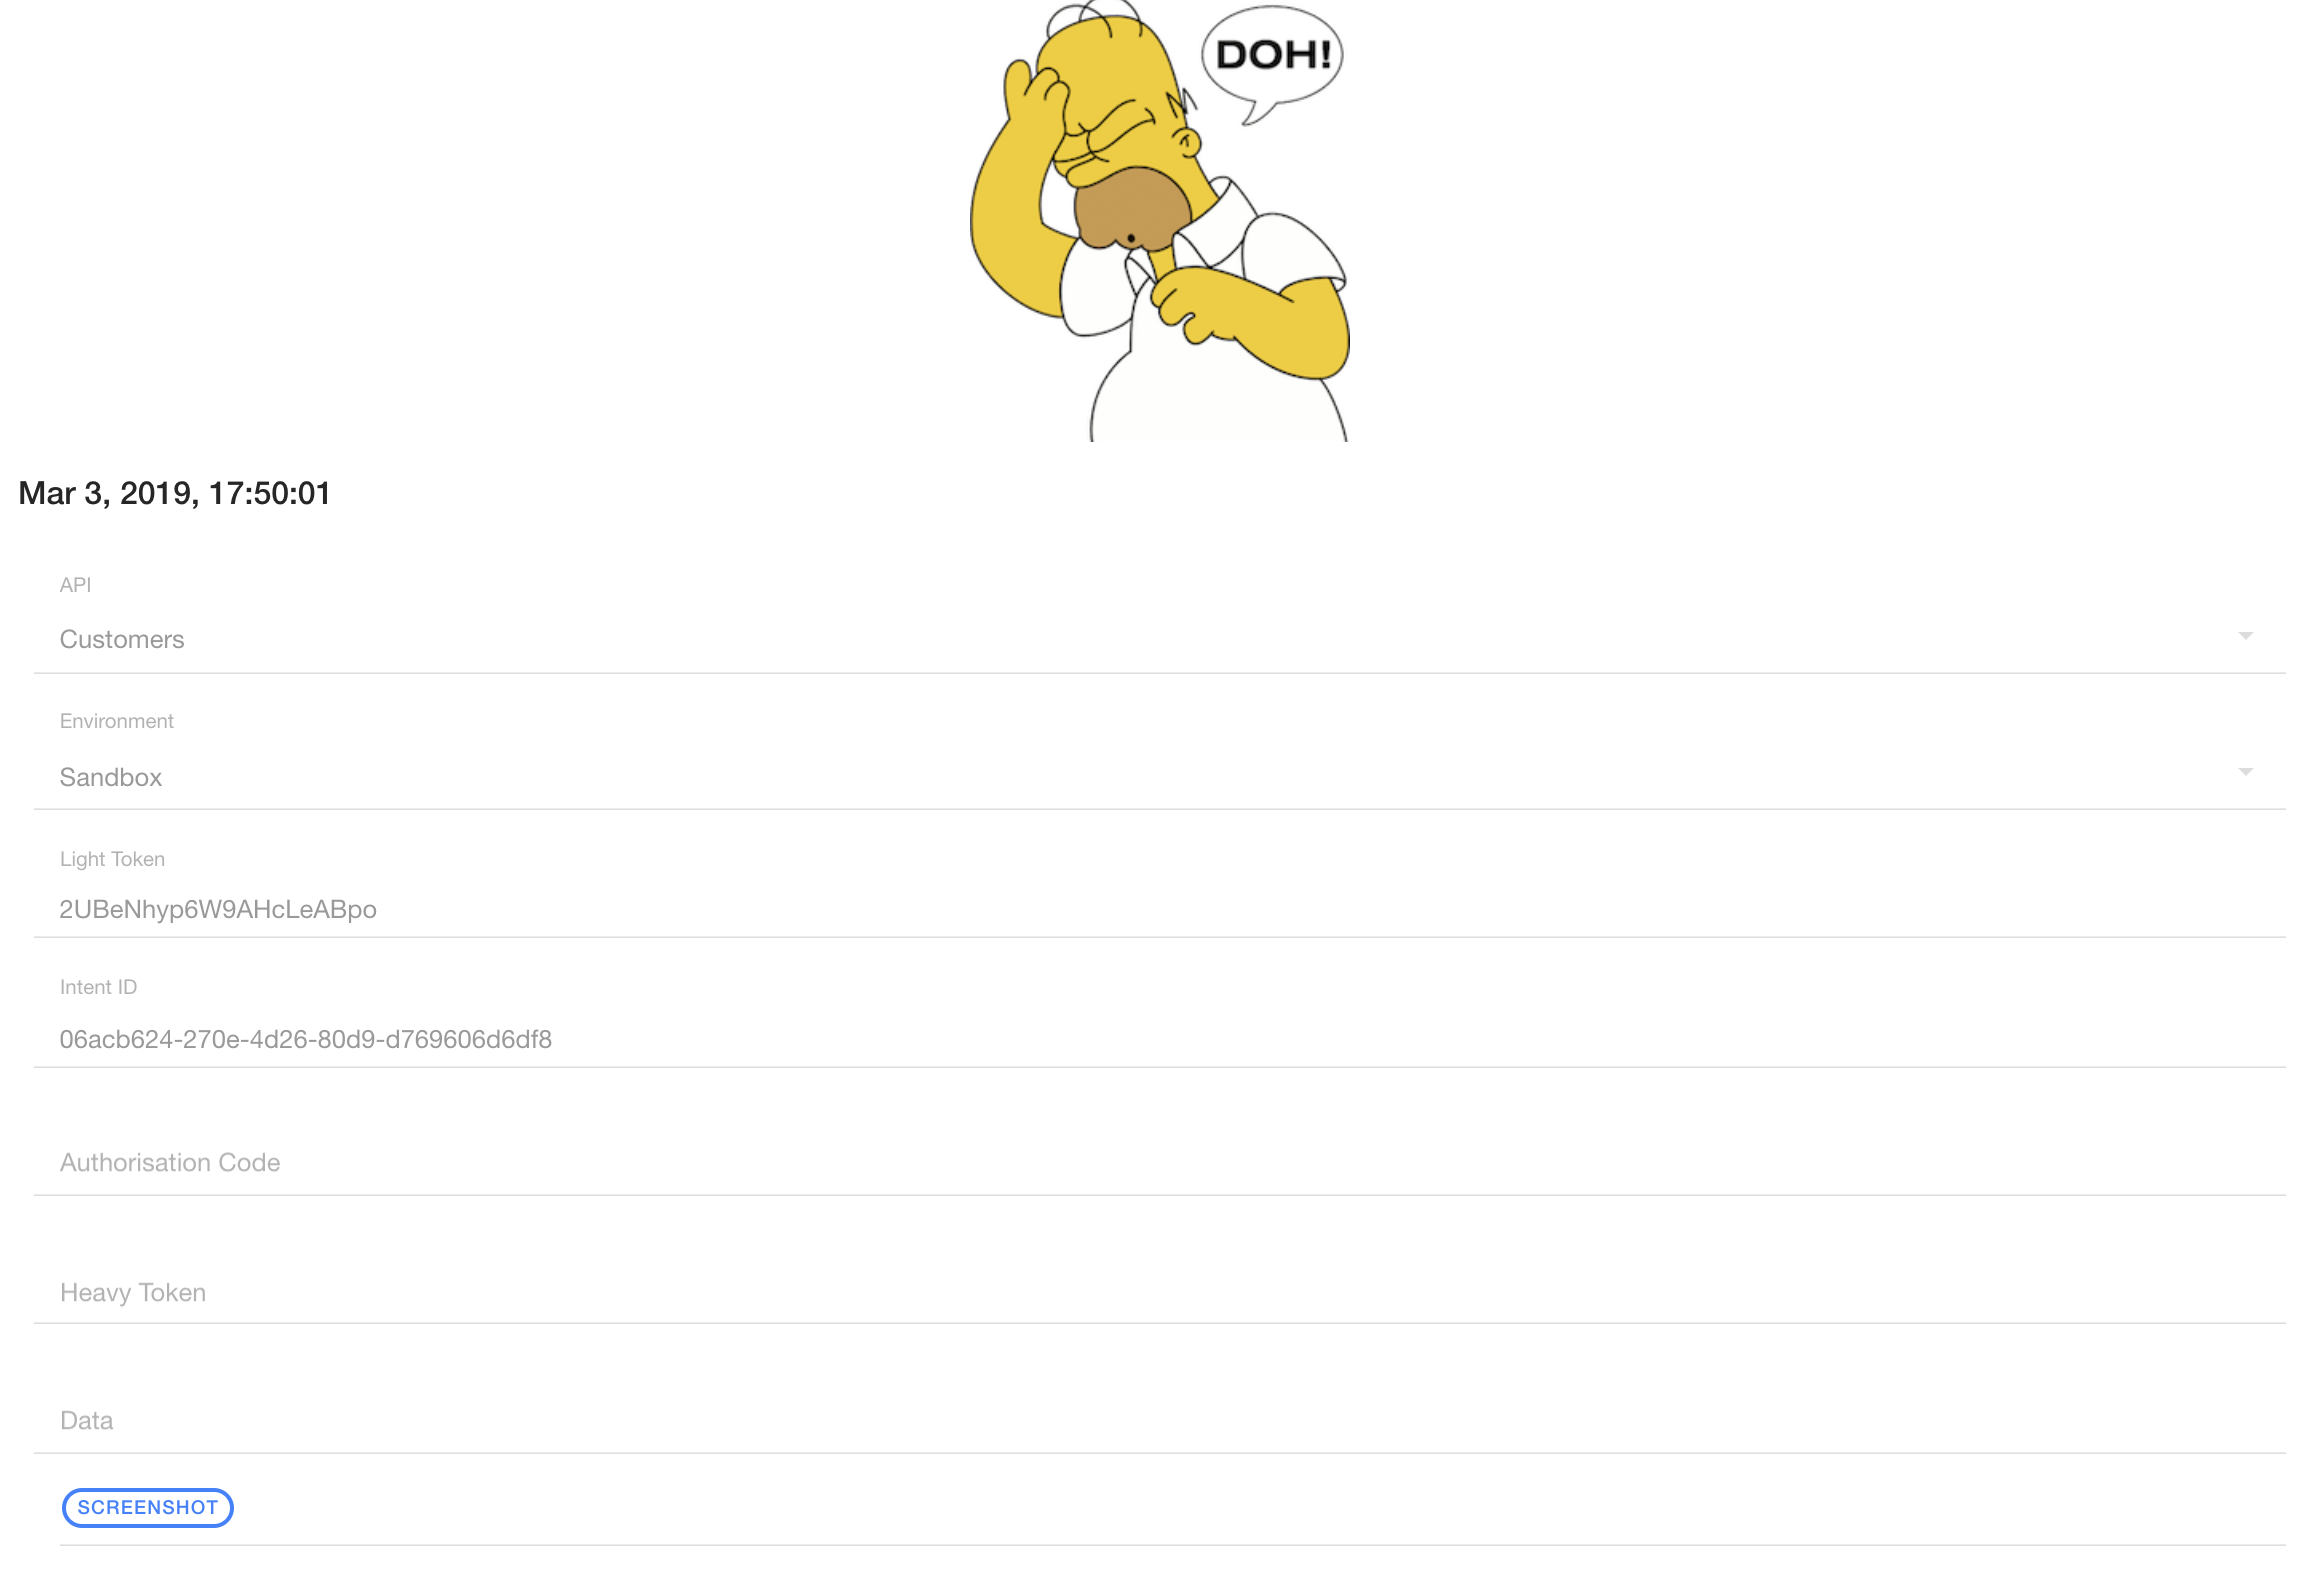 DOH!
Mar 3, 2019, 17:50:01
API
Customers
Environment
Sandbox
Light Token
2UBeNhyp6W9AHcLeABpo
Intent ID
06acb624-270e-4d26-80d9-d769606d6df8
Authorisation Code
Heavy Token
Data
SCREENSHOT